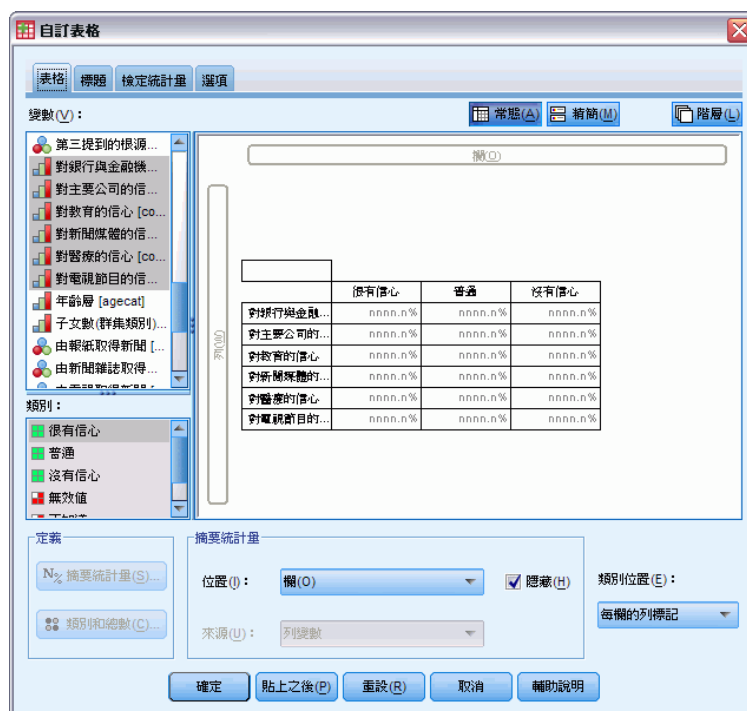 自訂表格
表格 標題 檢定統計量 選項
變數(V)： 常態(A) 精簡(M) 階層(L)
第三提到的根源...
對銀行與金融機...
對主要公司的信...
對教育的信心 [co...
對新聞媒體的信...
對醫療的信心 [co...
對電視節目的信...
年齡層 [agecat]
子女數(群集類別)...
由報紙取得新聞 [...
由新聞雜誌取得...
欄(O)
列(W)
很有信心 普通 沒有信心
對銀行與金融... nnnn.n% nnnn.n% nnnn.n%
對主要公司的... nnnn.n% nnnn.n% nnnn.n%
對教育的信心 nnnn.n% nnnn.n% nnnn.n%
對新聞媒體的... nnnn.n% nnnn.n% nnnn.n%
對醫療的信心 nnnn.n% nnnn.n% nnnn.n%
對電視節目的... nnnn.n% nnnn.n% nnnn.n%
類別：
很有信心
普通
沒有信心
無效值
定義
N% 摘要統計量(S)...
類別和總數(C)...
摘要統計量
位置(I)： 欄(O) 隱藏(H)
來源(U)： 列變數
類別位置(E)：
每欄的列標記
確定 貼上之後(P) 重設(R) 取消 輔助說明